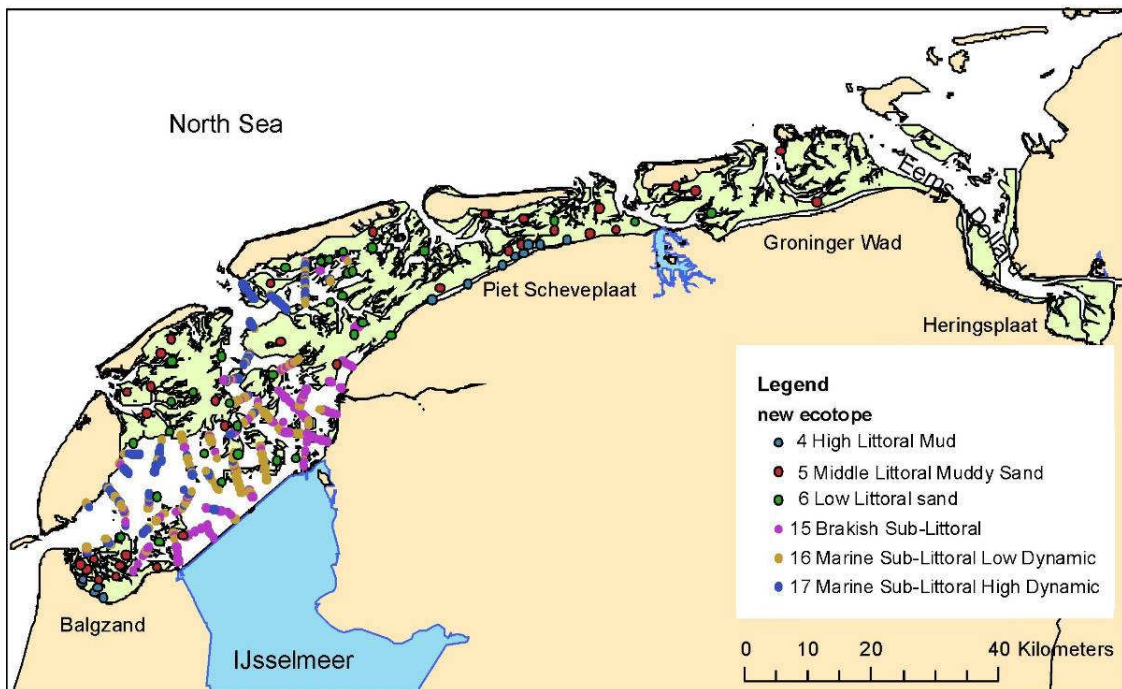 North Sea
Eems Dollard
Groninger Wad
Piet Scheveplaat
Heringsplaat
Legend
new ecotope
4 High Littoral Mud
5 Middle Littoral Muddy Sand
6 Low Littoral sand
15 Brakish Sub-Littoral
16 Marine Sub-Littoral Low Dynamic
17 Marine Sub-Littoral High Dynamic
Balgzand
IJsselmeer
0 10 20 40 Kilometers